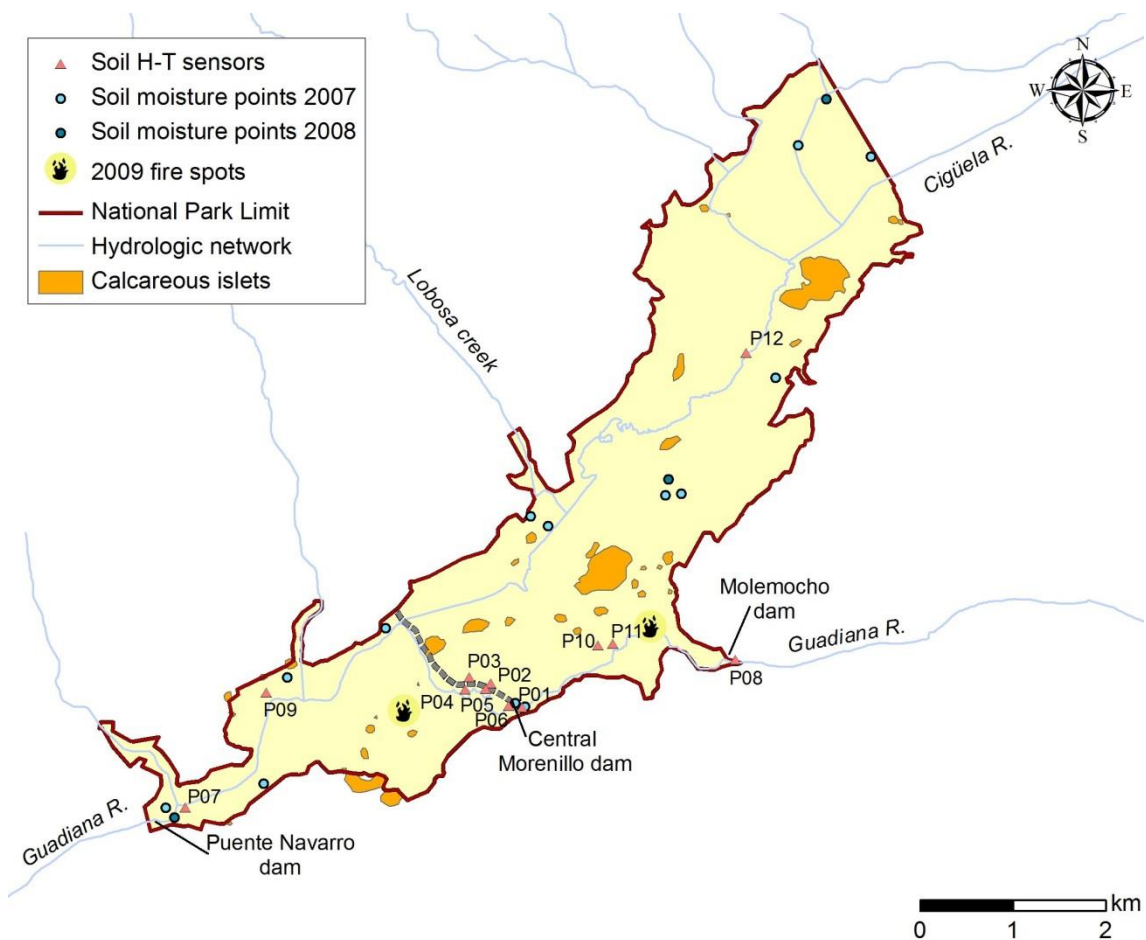 Soil H-T sensors
Soil moisture points 2007
Soil moisture points 2008
2009 fire spots
National Park Limit
Hydrologic network
Calcareous islets
N
W
E
S
Cigüela R.
Lobosa creek
P12
Molemocho
dam
Guadiana R.
P10
P11
P08
P03
P02
P04
P05
P01
P06
P09
Central
Morenillo dam
P07
Guadiana R.
Puente Navarro
dam
km
0 1 2